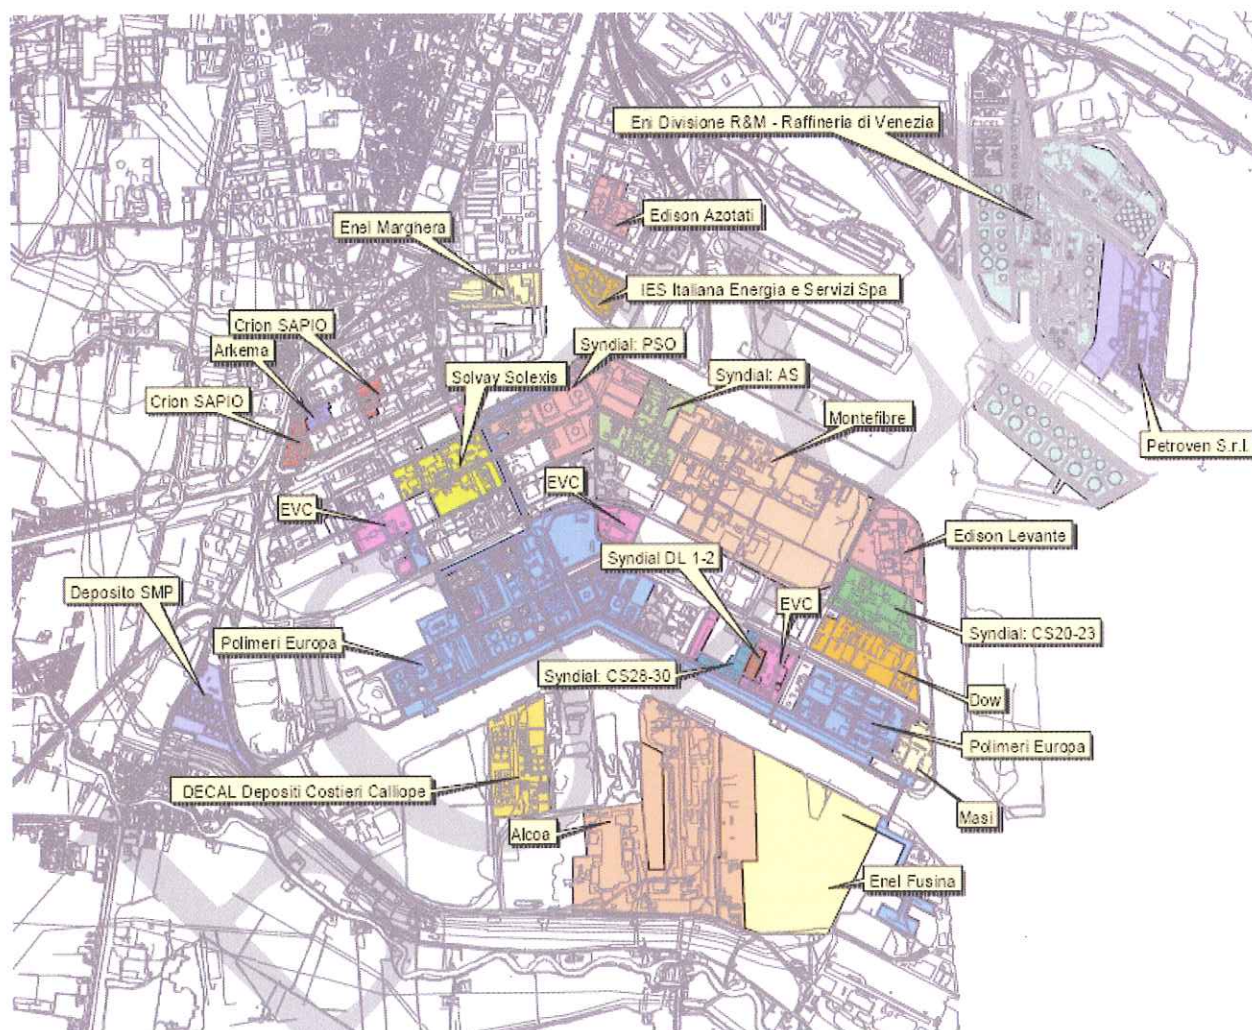 Eni Divisione R&M - Raffineria di Venezia
Edison Azotati
Enel Marghera
IES Italiana Energia e Servizi Spa
Crion SAPIO
Syndial: PSO
Arkema
Solvay Solexis
Syndial: AS
Crion SAPIO
Montefibre
Petroven S.r.l.
EVC
EVC
Edison Levante
Syndial DL 1-2
Deposito SMP
EVC
Polimeri Europa
Syndial: CS20-23
Syndial: CS28-30
Dow
Polimeri Europa
DECAL Depositi Costieri Calliope
Masi
Alcoa
Enel Fusina